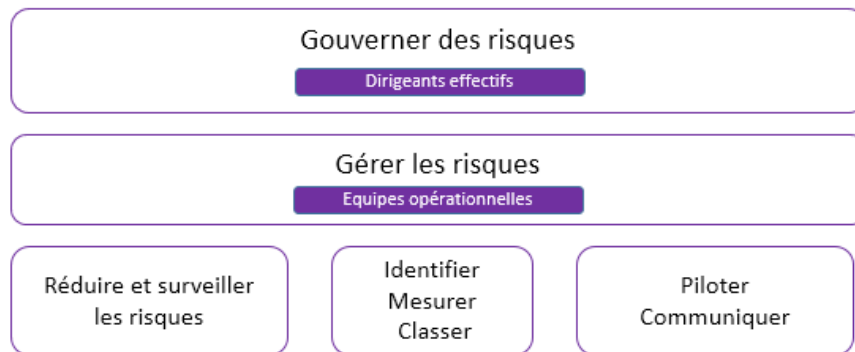 Gouverner des risques
Dirigeants effectifs
Gérer les risques
Equipes opérationnelles
Réduire et surveiller
les risques
Identifier
Mesurer
Classer
Piloter
Communiquer